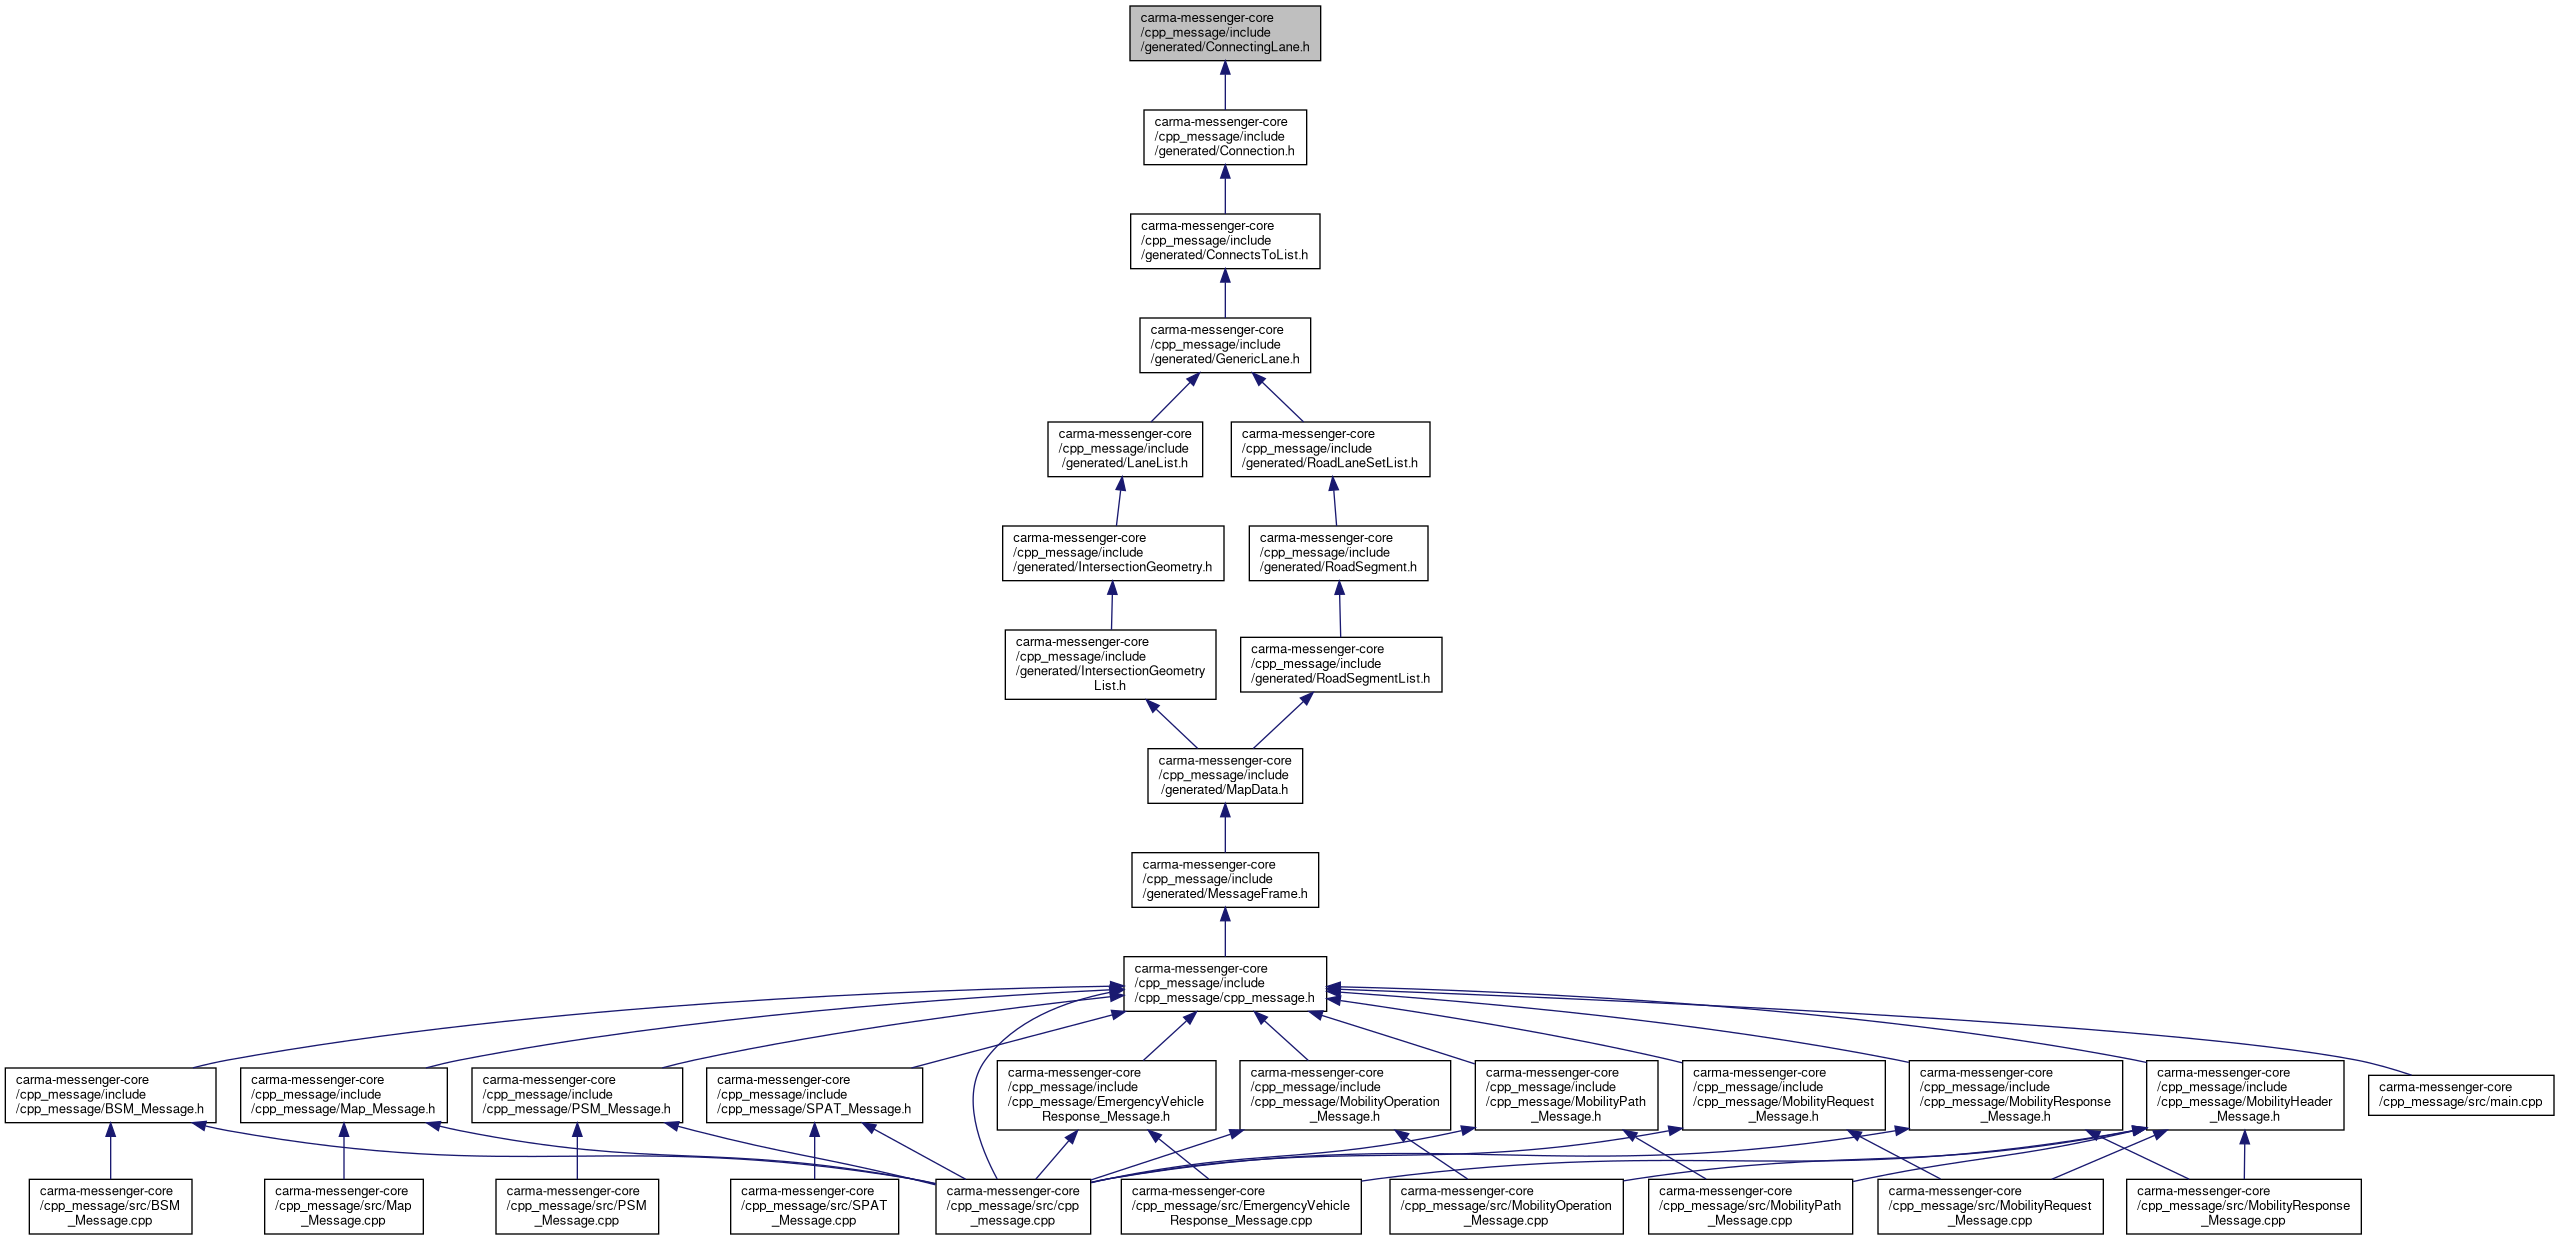 carma-messenger-core
/cpp_message/include
/generated/ConnectingLane.h
carma-messenger-core
/cpp_message/include
/generated/Connection.h
carma-messenger-core
/cpp_message/include
/generated/ConnectsToList.h
carma-messenger-core
/cpp_message/include
/generated/GenericLane.h
carma-messenger-core
/cpp_message/include
/generated/LaneList.h
carma-messenger-core
/cpp_message/include
/generated/RoadLaneSetList.h
carma-messenger-core
/cpp_message/include
/generated/IntersectionGeometry.h
carma-messenger-core
/cpp_message/include
/generated/RoadSegment.h
carma-messenger-core
/cpp_message/include
/generated/IntersectionGeometry
List.h
carma-messenger-core
/cpp_message/include
/generated/RoadSegmentList.h
carma-messenger-core
/cpp_message/include
/generated/MapData.h
carma-messenger-core
/cpp_message/include
/generated/MessageFrame.h
carma-messenger-core
/cpp_message/include
/cpp_message/cpp_message.h
carma-messenger-core
/cpp_message/include
/cpp_message/BSM_Message.h
carma-messenger-core
/cpp_message/include
/cpp_message/Map_Message.h
carma-messenger-core
/cpp_message/include
/cpp_message/PSM_Message.h
carma-messenger-core
/cpp_message/include
/cpp_message/SPAT_Message.h
carma-messenger-core
/cpp_message/include
/cpp_message/EmergencyVehicle
Response_Message.h
carma-messenger-core
/cpp_message/include
/cpp_message/MobilityOperation
_Message.h
carma-messenger-core
/cpp_message/include
/cpp_message/MobilityPath
_Message.h
carma-messenger-core
/cpp_message/include
/cpp_message/MobilityRequest
_Message.h
carma-messenger-core
/cpp_message/include
/cpp_message/MobilityResponse
_Message.h
carma-messenger-core
/cpp_message/include
/cpp_message/MobilityHeader
_Message.h
carma-messenger-core
/cpp_message/src/main.cpp
carma-messenger-core
/cpp_message/src/BSM
_Message.cpp
carma-messenger-core
/cpp_message/src/Map
_Message.cpp
carma-messenger-core
/cpp_message/src/PSM
_Message.cpp
carma-messenger-core
/cpp_message/src/SPAT
_Message.cpp
carma-messenger-core
/cpp_message/src/cpp
_message.cpp
carma-messenger-core
/cpp_message/src/EmergencyVehicle
Response_Message.cpp
carma-messenger-core
/cpp_message/src/MobilityOperation
_Message.cpp
carma-messenger-core
/cpp_message/src/MobilityPath
_Message.cpp
carma-messenger-core
/cpp_message/src/MobilityRequest
_Message.cpp
carma-messenger-core
/cpp_message/src/MobilityResponse
_Message.cpp